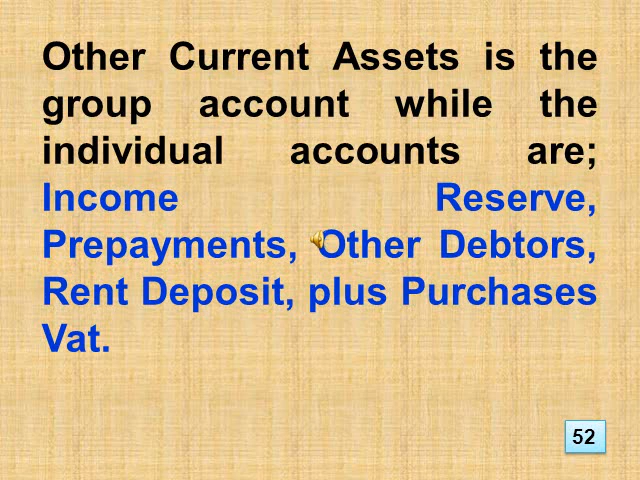 Other Current Assets is the
group account while the
individual accounts are;
Income Reserve,
Prepayments, Other Debtors,
Rent Deposit, plus Purchases
Vat.
52